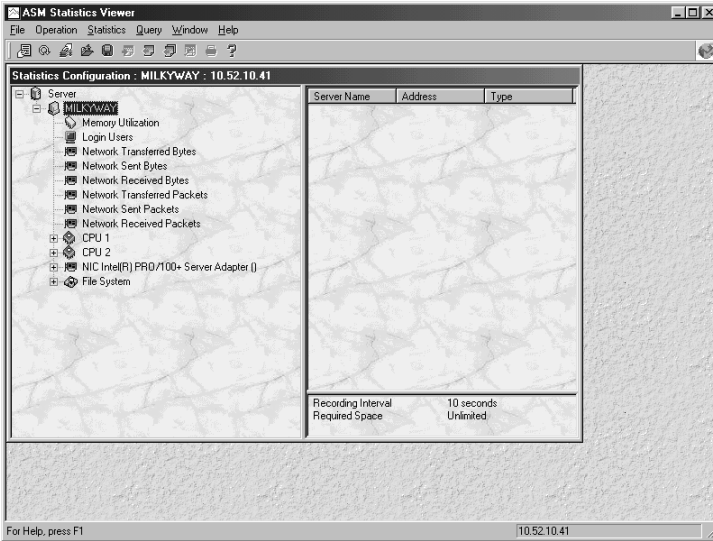 ASM Statistics Viewer
File Operation Statistics Query Window Help
Statistics Configuration : MILKYWAY : 10.52.10.41
Server
MILKYWAY
Memory Utilization
Login Users
Network Transferred Bytes
Network Sent Bytes
Network Received Bytes
Network Transferred Packets
Network Sent Packets
Network Received Packets
CPU 1
CPU 2
NIC Intel(R) PRO/100+ Server Adapter ()
File System
Server Name Address Type
Recording Interval 10 seconds
Required Space Unlimited
For Help, press F1
10.52.10.41